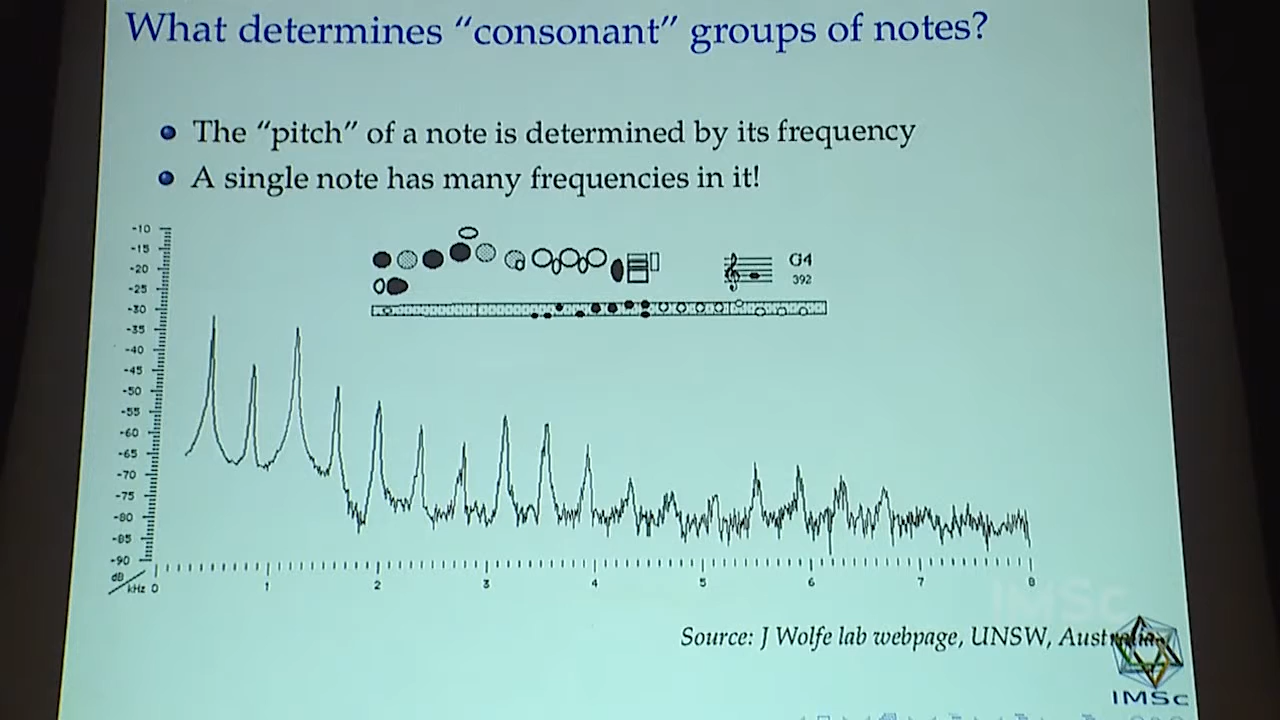 What determines “consonant” groups of notes?
The “pitch” of a note is determined by its frequency
A single note has many frequencies in it!
-10
-15
-20
-25
-30
-35
-40
-45
-50
-55
-60
-65
-70
-75
-80
-85
-90
G4
392
dB
kHz 0 1 2 3 4 5 6 7 8
IMSc
Source: J Wolfe lab webpage, UNSW, Australia
IMSc